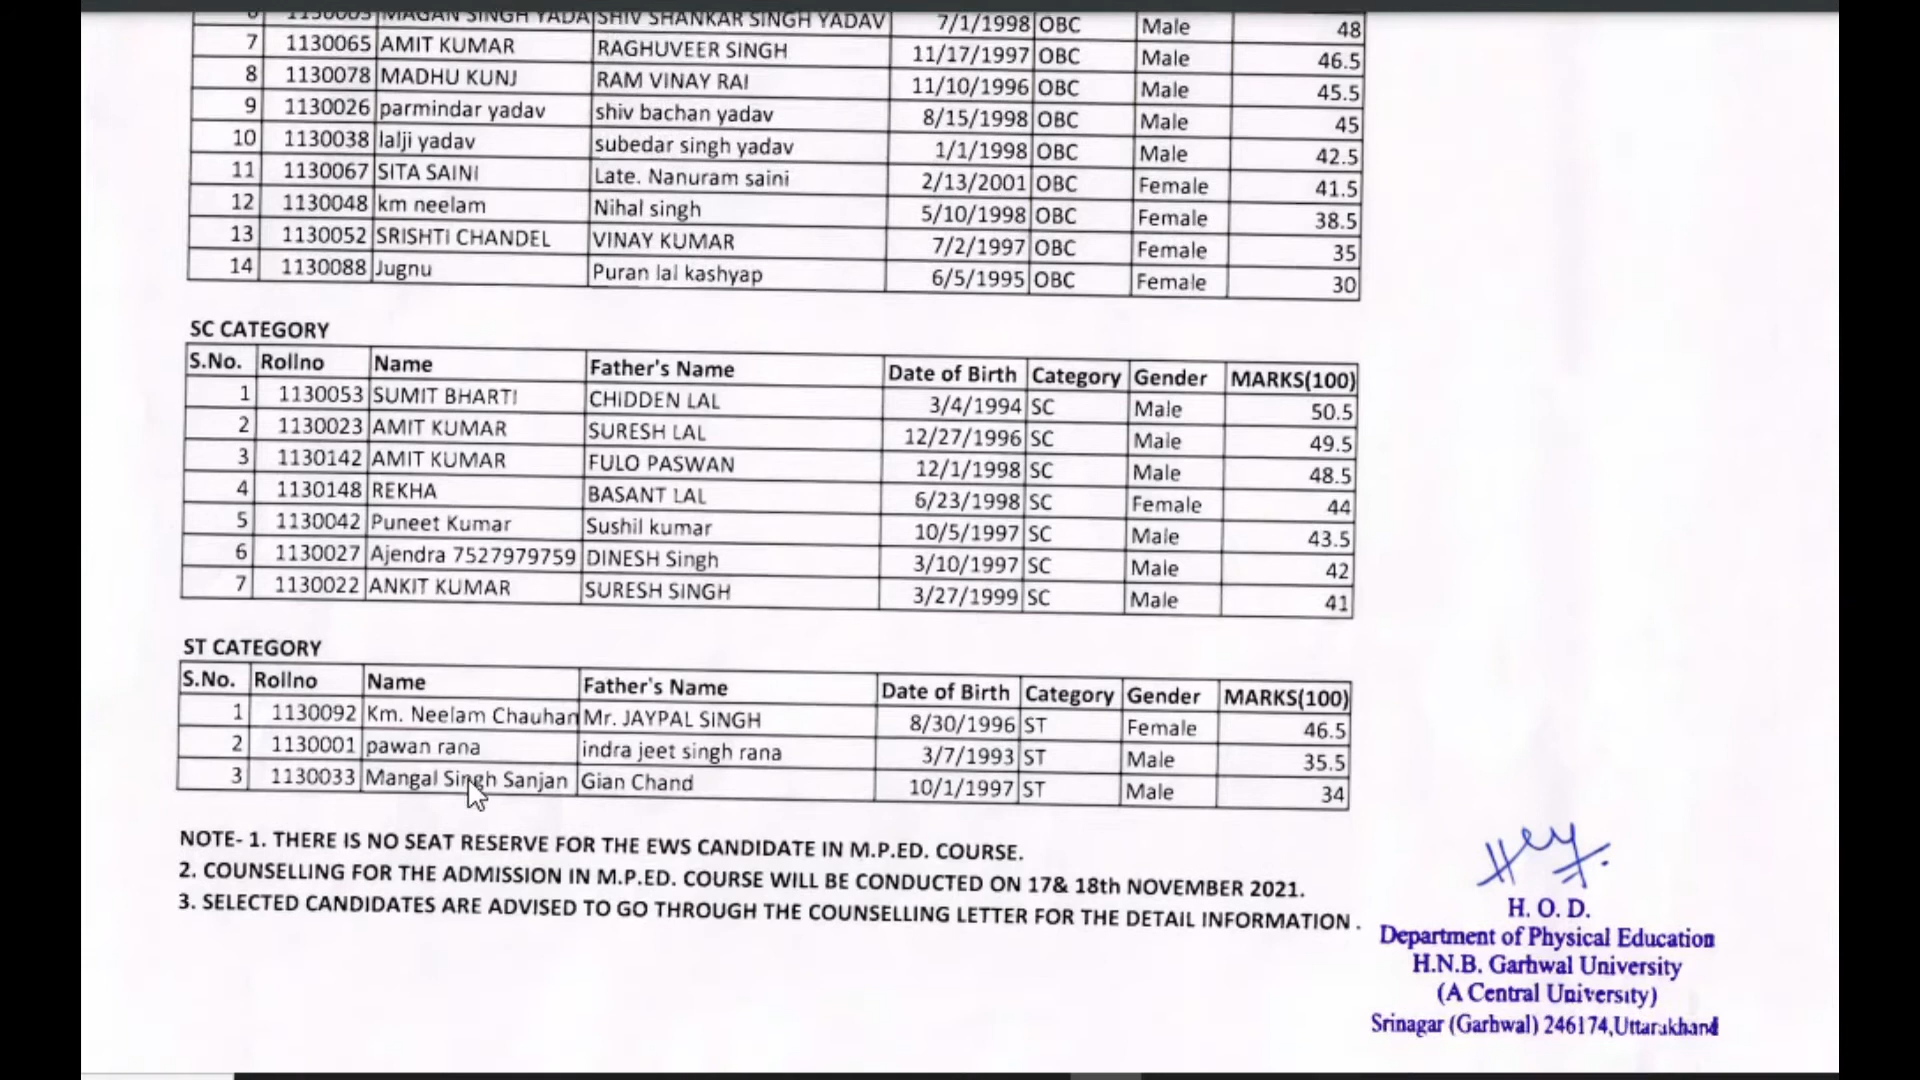 6 1130005 MAGAN SINGH YADA SHIV SHANKAR SINGH YADAV 7/1/1998 OBC Male 48
7 1130065 AMIT KUMAR RAGHUVEER SINGH 11/17/1997 OBC Male 46.5
8 1130078 MADHU KUNJ RAM VINAY RAI 11/10/1996 OBC Male 45.5
9 1130026 parmindar yadav shiv bachan yadav 8/15/1998 OBC Male 45
10 1130038 lalji yadav subedar singh yadav 1/1/1998 OBC Male 42.5
11 1130067 SITA SAINI Late. Nanuram saini 2/13/2001 OBC Female 41.5
12 1130048 km neelam Nihal singh 5/10/1998 OBC Female 38.5
13 1130052 SRISHTI CHANDEL VINAY KUMAR 7/2/1997 OBC Female 35
14 1130088 Jugnu Puran lal kashyap 6/5/1995 OBC Female 30
SC CATEGORY
S.No. Rollno Name Father's Name Date of Birth Category Gender MARKS(100)
1 1130053 SUMIT BHARTI CHIDDEN LAL 3/4/1994 SC Male 50.5
2 1130023 AMIT KUMAR SURESH LAL 12/27/1996 SC Male 49.5
3 1130142 AMIT KUMAR FULO PASWAN 12/1/1998 SC Male 48.5
4 1130148 REKHA BASANT LAL 6/23/1998 SC Female 44
5 1130042 Puneet Kumar Sushil kumar 10/5/1997 SC Male 43.5
6 1130027 Ajendra 7527979759 DINESH Singh 3/10/1997 SC Male 42
7 1130022 ANKIT KUMAR SURESH SINGH 3/27/1999 SC Male 41
ST CATEGORY
S.No. Rollno Name Father's Name Date of Birth Category Gender MARKS(100)
1 1130092 Km. Neelam Chauhan Mr. JAYPAL SINGH 8/30/1996 ST Female 46.5
2 1130001 pawan rana indra jeet singh rana 3/7/1993 ST Male 35.5
3 1130033 Mangal Singh Sanjan Gian Chand 10/1/1997 ST Male 34
NOTE- 1. THERE IS NO SEAT RESERVE FOR THE EWS CANDIDATE IN M.P.ED. COURSE.
2. COUNSELLING FOR THE ADMISSION IN M.P.ED. COURSE WILL BE CONDUCTED ON 17& 18th NOVEMBER 2021.
3. SELECTED CANDIDATES ARE ADVISED TO GO THROUGH THE COUNSELLING LETTER FOR THE DETAIL INFORMATION .
H. O. D.
Department of Physical Education
H.N.B. Garhwal University
(A Central University)
Srinagar (Garhwal) 246174,Uttarakhand